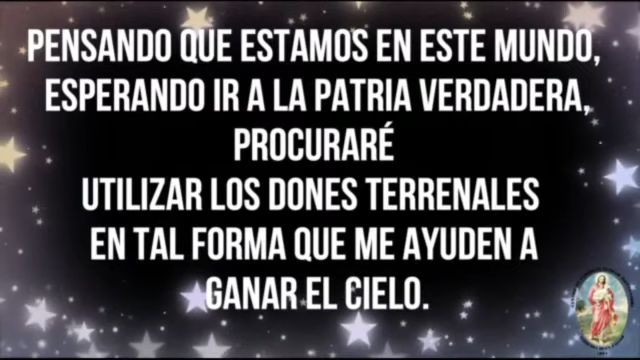 PENSANDO QUE ESTAMOS EN ESTE MUNDO,
ESPERANDO IR A LA PATRIA VERDADERA,
PROCURARÉ
UTILIZAR LOS DONES TERRENALES
EN TAL FORMA QUE ME AYUDEN A
GANAR EL CIELO.